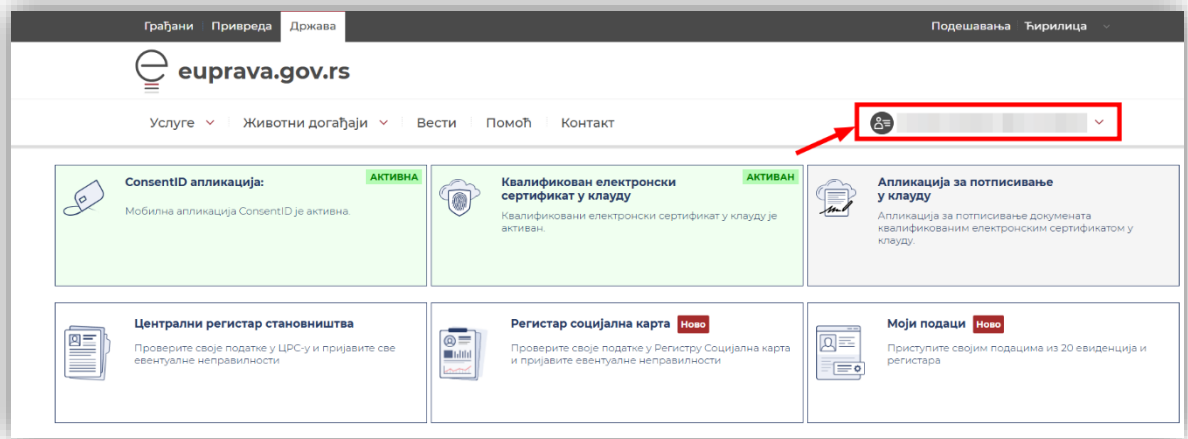 Грађани Привреда Држава Подешавања Ћирилица
euprava.gov.rs
Услуге Животни догађаји Вести Помоћ Контакт
ConsentID апликација:
АКТИВНА
Мобилна апликација ConsentID је активна.
Квалификован електронски
сертификат у клауду
АКТИВАН
Квалификовани електронски сертификат у клауду је
активан.
Апликација за потписивање
у клауду
Апликација за потписивање докумената
квалификованим електронским сертификатом у
клауду.
Централни регистар становништва
Проверите своје податке у ЦРС-у и пријавите све
евентуалне неправилности
Регистар социјална карта Ново
Проверите своје податке у Регистру Социјална карта
и пријавите евентуалне неправилности
Моји подаци Ново
Приступите својим подацима из 20 евиденција и
регистара